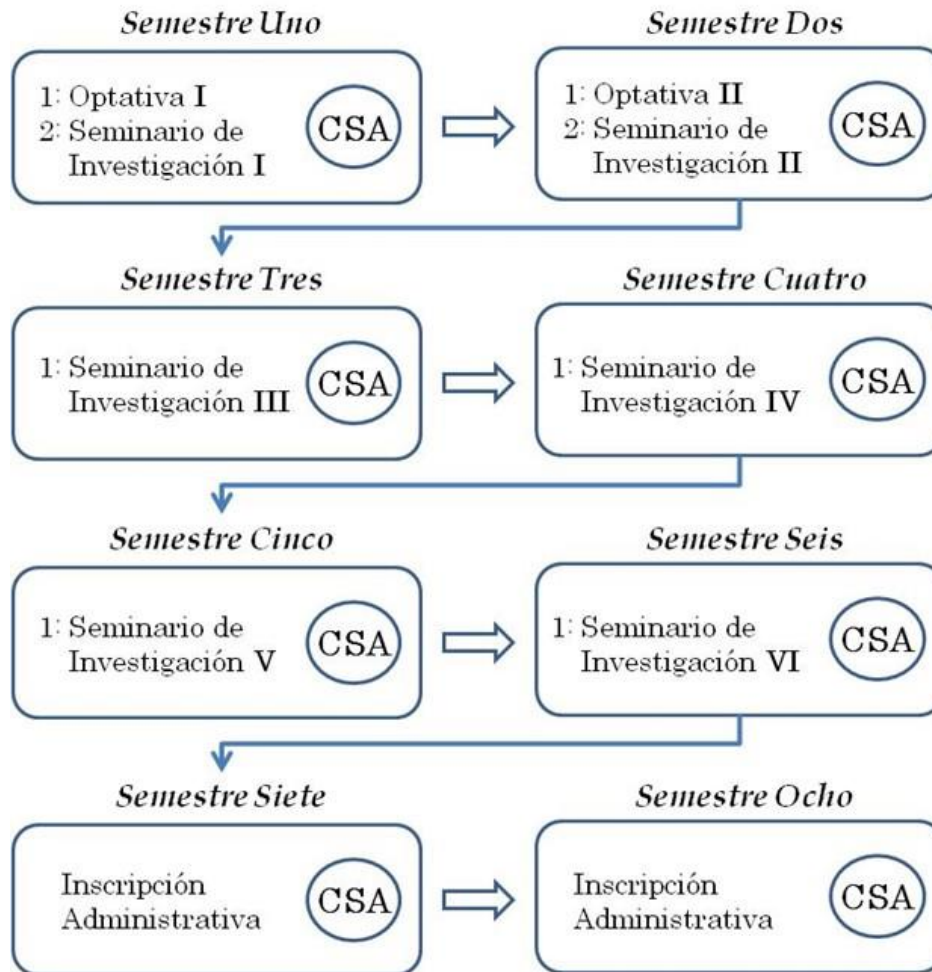 Semestre Uno
1: Optativa I
2: Seminario de
Investigación I
CSA
Semestre Dos
1: Optativa II
2: Seminario de
Investigación II
CSA
Semestre Tres
1: Seminario de
Investigación III
CSA
Semestre Cuatro
1: Seminario de
Investigación IV
CSA
Semestre Cinco
1: Seminario de
Investigación V
CSA
Semestre Seis
1: Seminario de
Investigación VI
CSA
Semestre Siete
Inscripción
Administrativa
CSA
Semestre Ocho
Inscripción
Administrativa
CSA